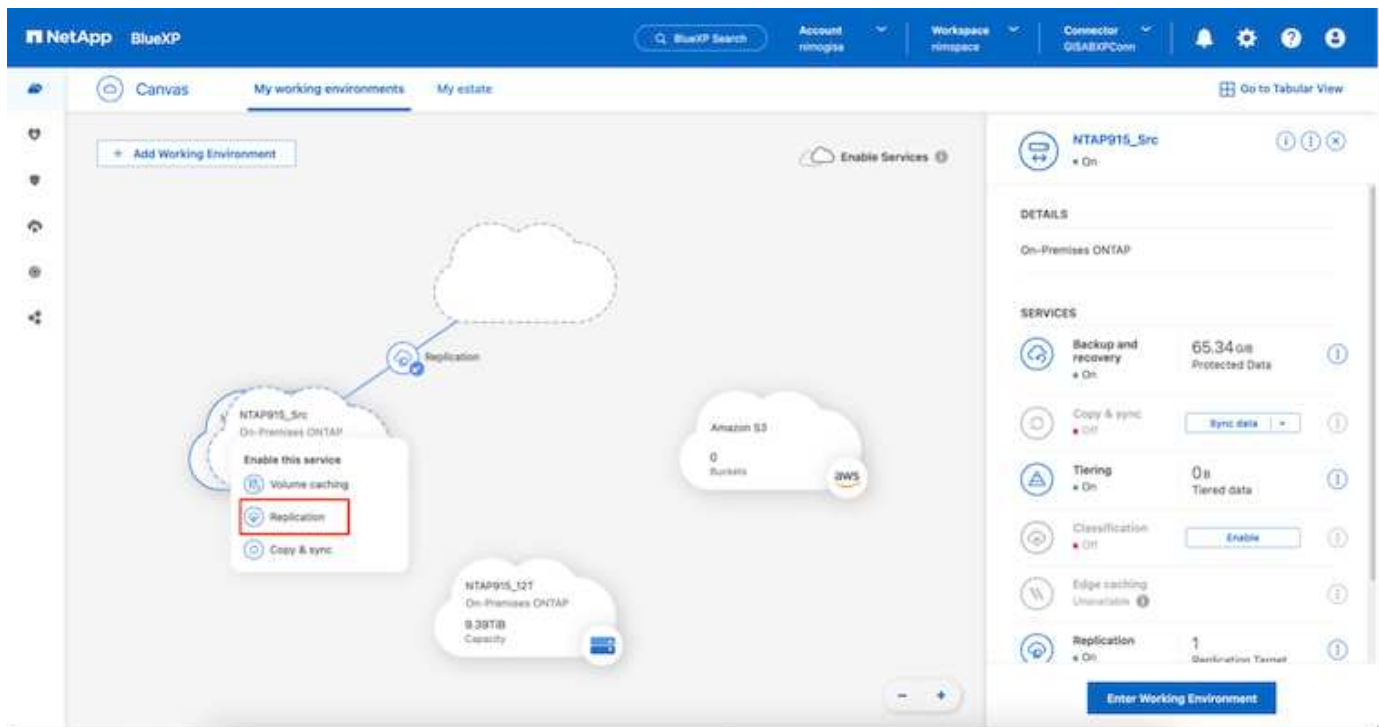 NetApp BlueXP
BlueXP Search
Account
nimogisa
Workspace
nimspace
Connector
GISABXPConn
Canvas
My working environments
My estate
Go to Tabular View
+ Add Working Environment
Enable Services
Replication
NTAP915_Src
On-Premises ONTAP
Enable this service
Volume caching
Replication
Copy & sync
Amazon S3
0
Buckets
aws
NTAP915_12T
On-Premises ONTAP
9.39TiB
Capacity
- +
NTAP915_Src
On
DETAILS
On-Premises ONTAP
SERVICES
Backup and
recovery
On
65.34 GiB
Protected Data
Copy & sync
Off
Sync data
Tiering
On
0 B
Tiered data
Classification
Off
Enable
Edge caching
Unavailable
Replication
On
1
Replication Target
Enter Working Environment